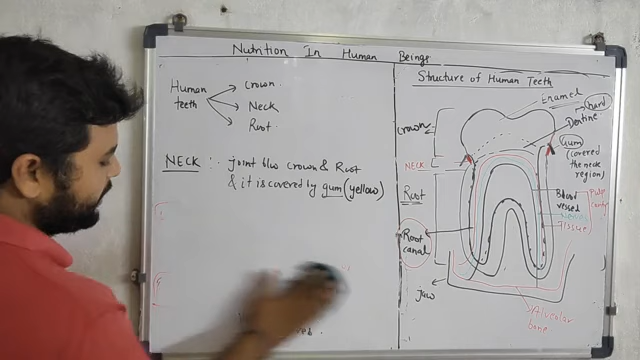 Nutrition In Human Beings
Human teeth
Crown
Neck
Root
NECK :- joint b/w crown & Root
& it is covered by gum (yellow)
Structure of Human Teeth
Enamel
hard
Dentine
Gum
(covered
the neck
region)
crown
NECK
Root
Root
canal
Jaw
Blood
vessel
Nerve
Tissue
Pulp
cavity
Alveolar
bone